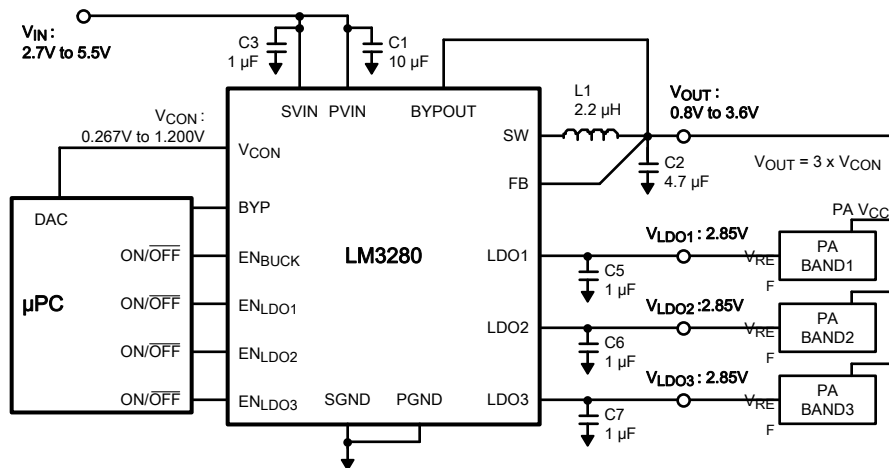 VIN :
2.7V to 5.5V
C3
1 µF
C1
10 µF
SVIN PVIN BYPOUT
L1
2.2 µH
VOUT :
0.8V to 3.6V
VCON :
0.267V to 1.200V
VCON
SW
C2
4.7 µF
VOUT = 3 x VCON
FB
DAC
BYP
PA VCC
ON/OFF
ENBUCK
LM3280
LDO1
VLDO1 : 2.85V
VRE
F
PA
BAND1
C5
1 µF
µPC
ON/OFF
ENLDO1
LDO2
VLDO2 :2.85V
VRE
F
PA
BAND2
C6
1 µF
ON/OFF
ENLDO2
ON/OFF
ENLDO3
SGND
PGND
LDO3
VLDO3 : 2.85V
VRE
F
PA
BAND3
C7
1 µF